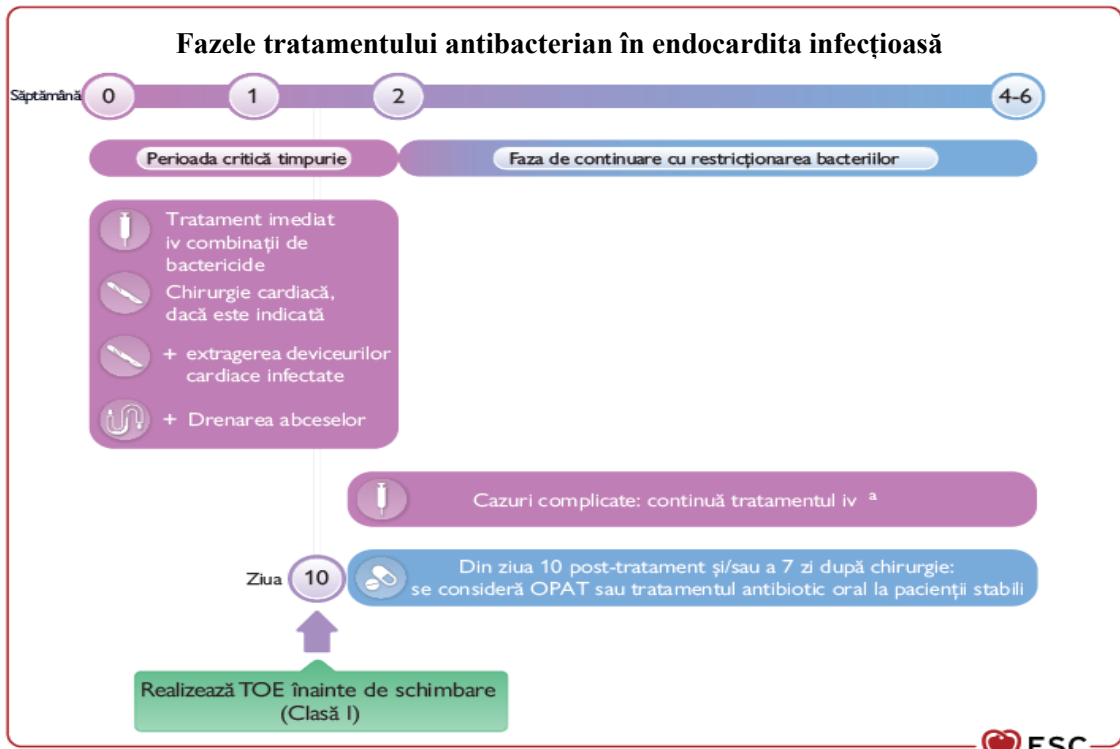 Fazele tratamentului antibacterian în endocardita infecțioasă
Săptămână 0 1 2 4-6
Perioada critică timpurie
Faza de continuare cu restricționarea bacteriilor
Tratament imediat
iv combinații de
bactericide
Chirurgie cardiacă,
dacă este indicată
+ extragerea deviceurilor
cardiace infectate
+ Drenarea abceselor
Cazuri complicate: continuă tratamentul iv a
Ziua 10
Din ziua 10 post-tratament și/sau a 7 zi după chirurgie:
se consideră OPAT sau tratamentul antibiotic oral la pacienții stabili
Realizează TOE înainte de schimbare
(Clasă I)
ESC